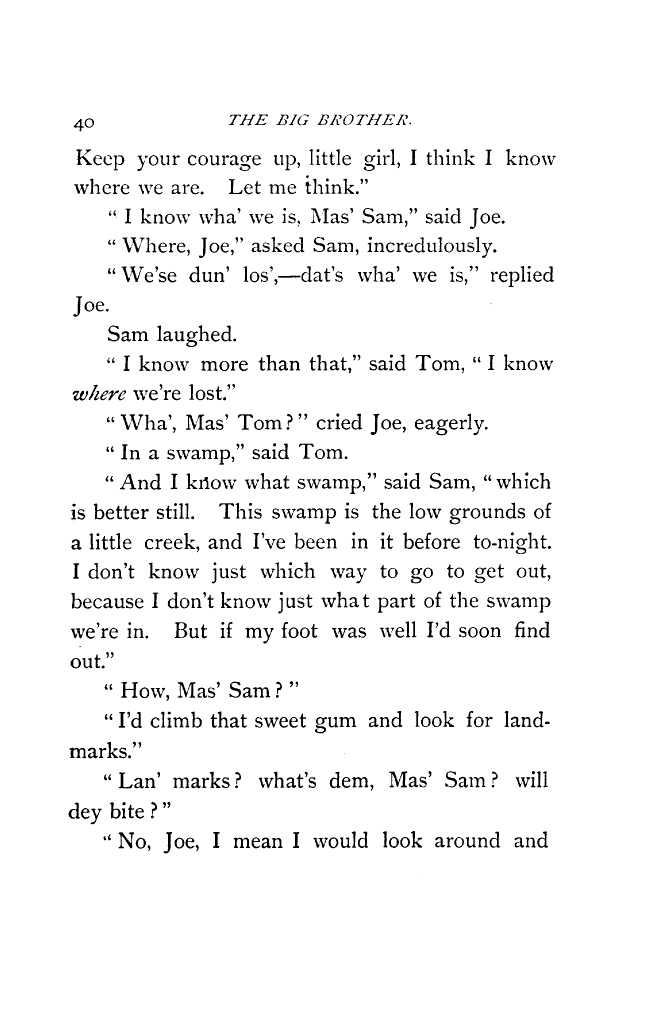 40 THE BIG BROTHER.
Keep your courage up, little girl, I think I know
where we are. Let me think.”
“ I know wha’ we is, Mas’ Sam,” said Joe.
“ Where, Joe,” asked Sam, incredulously.
“ We’se dun’ los’,—dat’s wha’ we is,” replied
Joe.
Sam laughed.
“ I know more than that,” said Tom, “ I know
where we’re lost.”
“ Wha’, Mas’ Tom ? ” cried Joe, eagerly.
“ In a swamp,” said Tom.
“ And I know what swamp,” said Sam, “ which
is better still. This swamp is the low grounds of
a little creek, and I’ve been in it before to-night.
I don’t know just which way to go to get out,
because I don’t know just what part of the swamp
we’re in. But if my foot was well I’d soon find
out.”
“ How, Mas’ Sam ? ”
“ I’d climb that sweet gum and look for land-
marks.”
“ Lan’ marks ? what’s dem, Mas’ Sam ? will
dey bite ? ”
“ No, Joe, I mean I would look around and